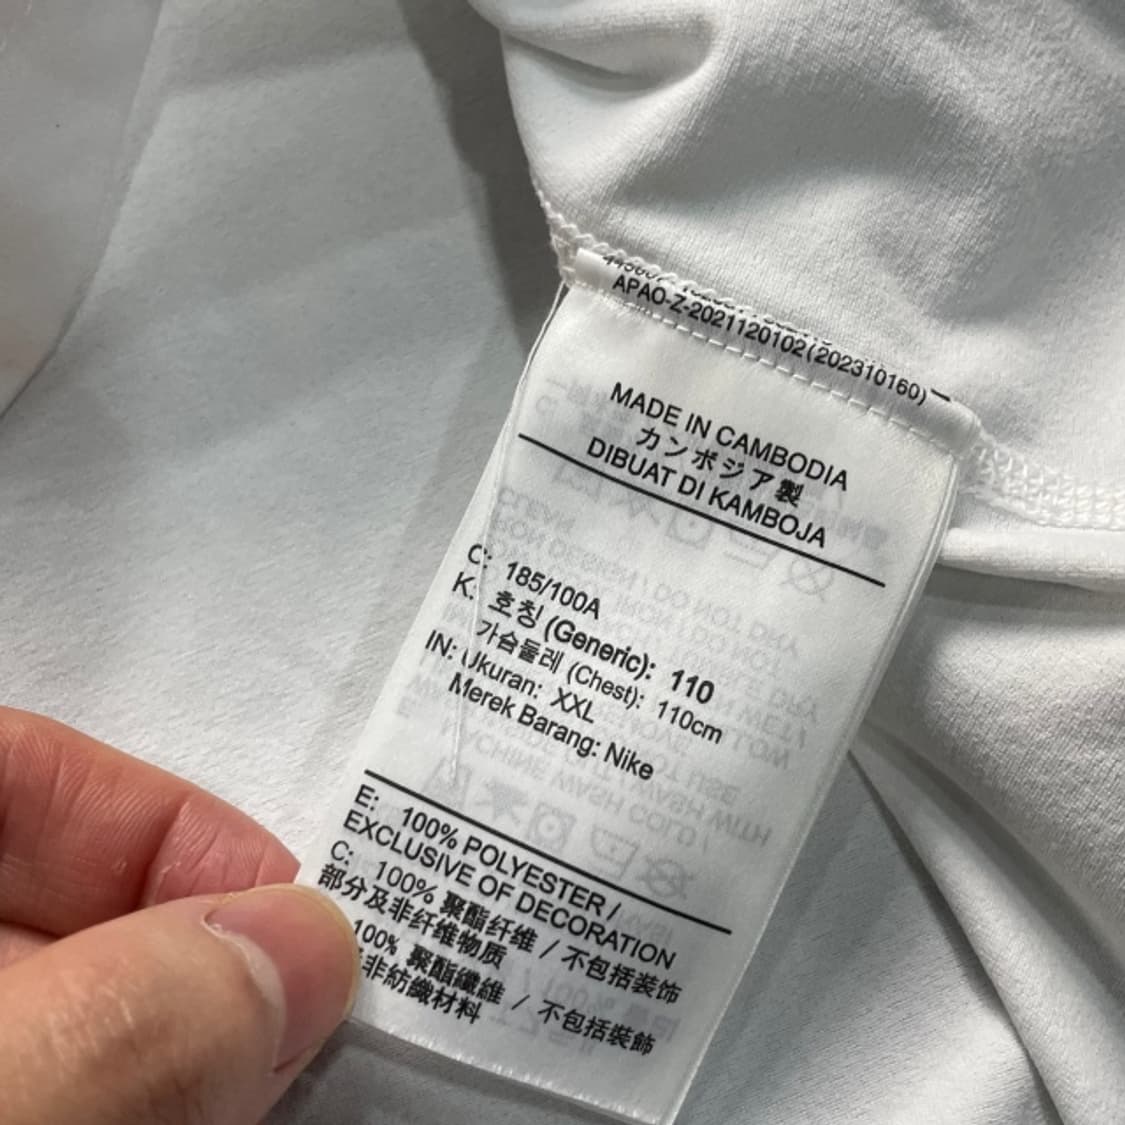 APAO-Z-2021120102(202310160)
MADE IN CAMBODIA
カンボジア製
DIBUAT DI KAMBOJA
C: 185/100A
K: 호칭 (Generic): 110
가슴둘레 (Chest): 110cm
IN: Ukuran: XXL
Merek Barang: Nike
E: 100% POLYESTER /
EXCLUSIVE OF DECORATION
C: 100% 聚酯纤维 / 不包括装饰
部分及非纤维物质
100% 聚酯纖維 / 不包括裝飾
非紡織材料